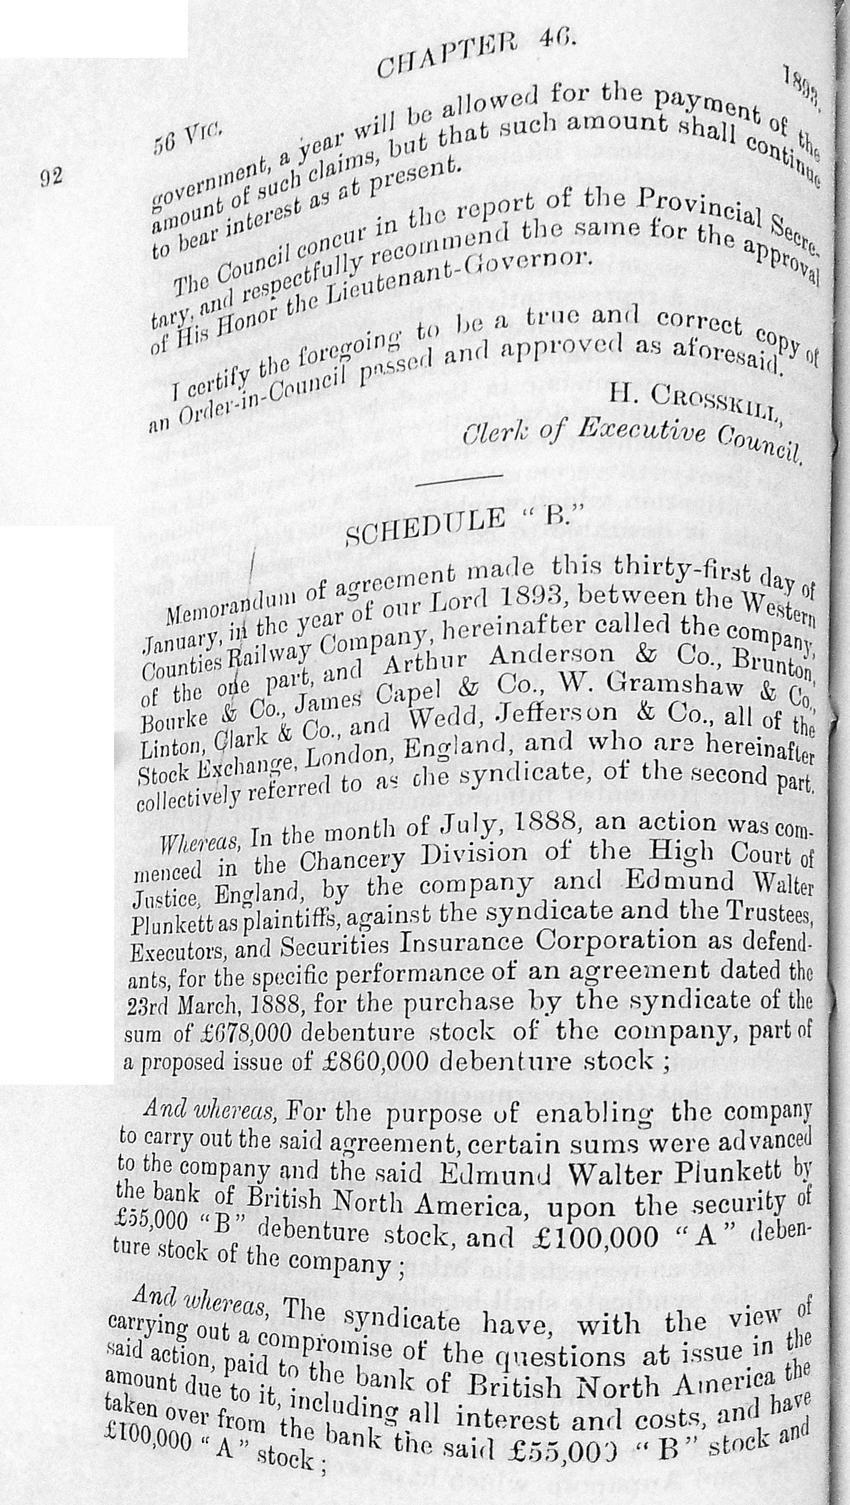 92
56 VIC.
CHAPTER 46.
1893.
government, a year will be allowed for the payment of the
amount of such claims, but that such amount shall continue
to bear interest as at present.
The Council concur in the report of the Provincial Secre-
tary, and respectfully recommend the same for the approval
of His Honor the Lieutenant-Governor.
I certify the foregoing to be a true and correct copy of
an Order-in-Council passed and approved as aforesaid.
H. CROSSKILL,
Clerk of Executive Council.
SCHEDULE "B."
Memorandum of agreement made this thirty-first day of
January, in the year of our Lord 1893, between the Western
Counties Railway Company, hereinafter called the company,
of the one part, and Arthur Anderson & Co., Brunton,
Bourke & Co., James Capel & Co., W. Gramshaw & Co.,
Linton, Clark & Co., and Wedd, Jefferson & Co., all of the
Stock Exchange, London, England, and who are hereinafter
collectively referred to as the syndicate, of the second part.
Whereas, In the month of July, 1888, an action was com-
menced in the Chancery Division of the High Court of
Justice, England, by the company and Edmund Walter
Plunkett as plaintiffs, against the syndicate and the Trustees,
Executors, and Securities Insurance Corporation as defend-
ants, for the specific performance of an agreement dated the
23rd March, 1888, for the purchase by the syndicate of the
sum of £678,000 debenture stock of the company, part of
a proposed issue of £860,000 debenture stock ;
And whereas, For the purpose of enabling the company
to carry out the said agreement, certain sums were advanced
to the company and the said Edmund Walter Plunkett by
the bank of British North America, upon the security of
£55,000 "B" debenture stock, and £100,000 "A" deben-
ture stock of the company ;
And whereas, The syndicate have, with the view of
carrying out a compromise of the questions at issue in the
said action, paid to the bank of British North America the
amount due to it, including all interest and costs, and have
taken over from the bank the said £55,000 "B" stock and
£100,000 "A" stock ;